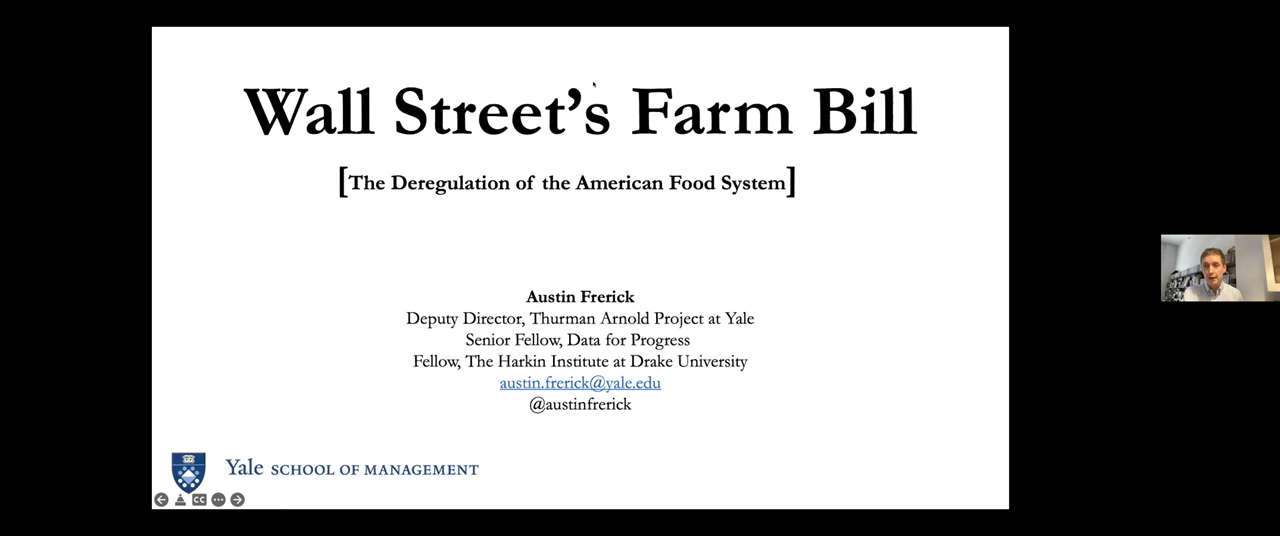 Wall Street's Farm Bill
[The Deregulation of the American Food System]
Austin Frerick
Deputy Director, Thurman Arnold Project at Yale
Senior Fellow, Data for Progress
Fellow, The Harkin Institute at Drake University
austin.frerick@yale.edu
@austinfrerick
Yale SCHOOL OF MANAGEMENT
CC